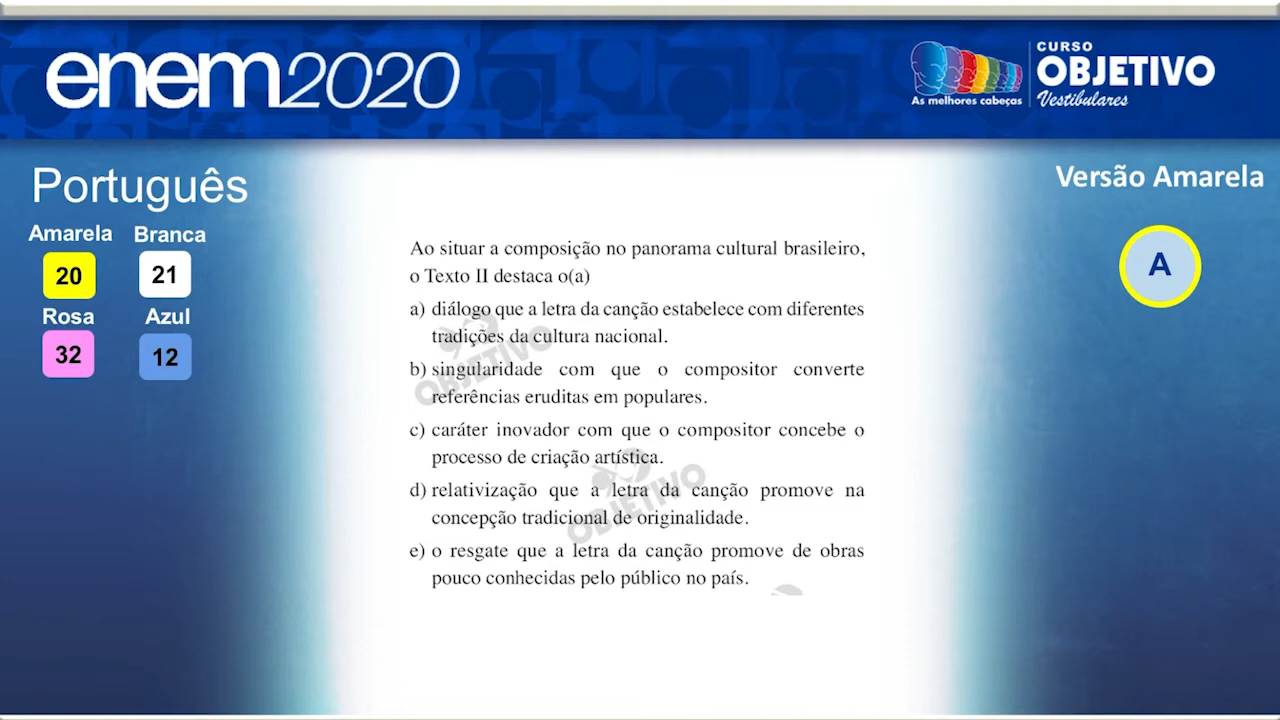 enem2020
CURSO
OBJETIVO
As melhores cabeças
Vestibulares
Português
Versão Amarela
Amarela Branca
20 21
Rosa Azul
32 12
A
Ao situar a composição no panorama cultural brasileiro,
o Texto II destaca o(a)
a) diálogo que a letra da canção estabelece com diferentes
tradições da cultura nacional.
b) singularidade com que o compositor converte
referências eruditas em populares.
c) caráter inovador com que o compositor concebe o
processo de criação artística.
d) relativização que a letra da canção promove na
concepção tradicional de originalidade.
e) o resgate que a letra da canção promove de obras
pouco conhecidas pelo público no país.
OBJETIVO
OBJETIVO